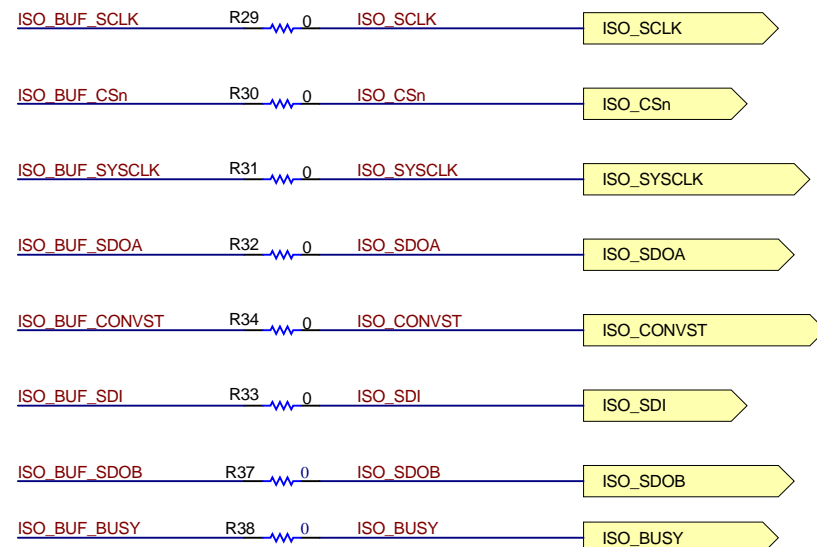 ISO_BUF_SCLK R29 0 ISO_SCLK ISO_SCLK
ISO_BUF_CSn R30 0 ISO_CSn ISO_CSn
ISO_BUF_SYSCLK R31 0 ISO_SYSCLK ISO_SYSCLK
ISO_BUF_SDOA R32 0 ISO_SDOA ISO_SDOA
ISO_BUF_CONVST R34 0 ISO_CONVST ISO_CONVST
ISO_BUF_SDI R33 0 ISO_SDI ISO_SDI
ISO_BUF_SDOB R37 0 ISO_SDOB ISO_SDOB
ISO_BUF_BUSY R38 0 ISO_BUSY ISO_BUSY